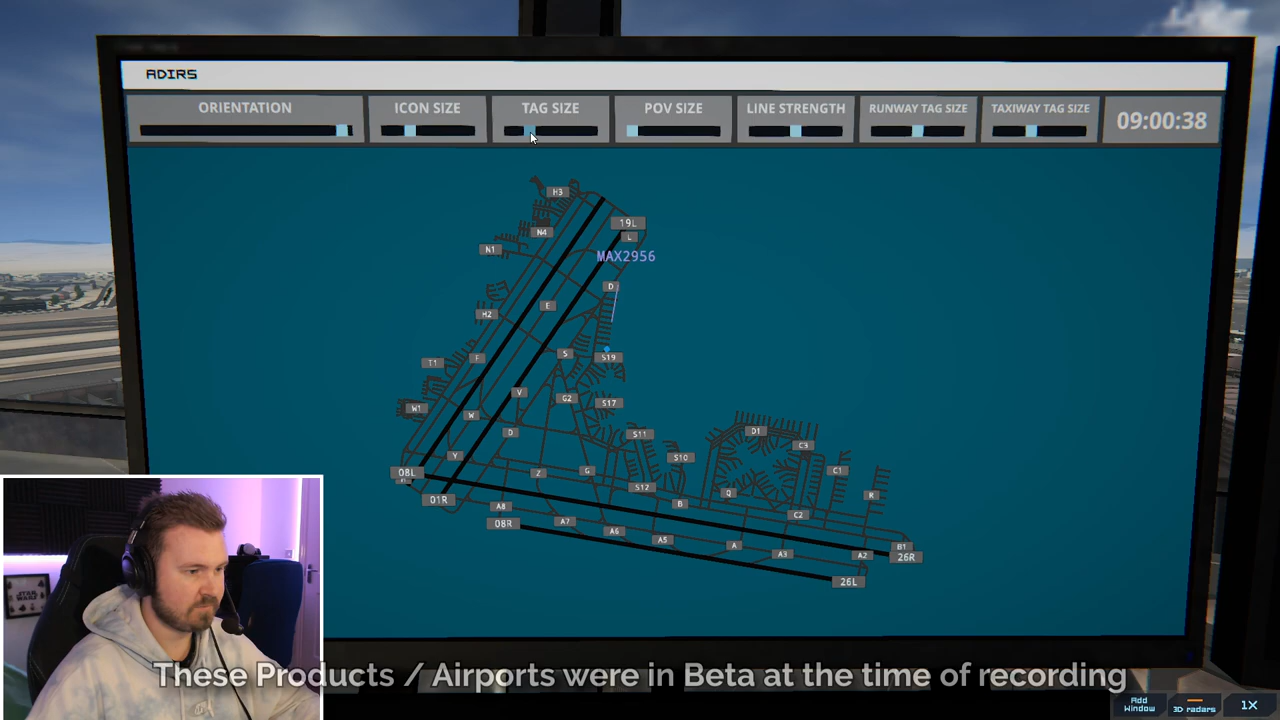 ADIRS
ORIENTATION
ICON SIZE
TAG SIZE
POV SIZE
LINE STRENGTH
RUNWAY TAG SIZE
TAXIWAY TAG SIZE
09:00:38
H3
19L
N4
L
N1
MAX2956
D
E
H2
S
S19
F
T1
V
G2
S17
W1
W
D
S11
D1
C3
Y
S10
08L
Z
G
C1
S12
Q
R
01R
A8
B
C2
08R
A7
A6
A5
A
A3
A2
B1
26R
26L
STAR
WARS
These Products / Airports were in Beta at the time of recording
Add
Window
3D radars
1X